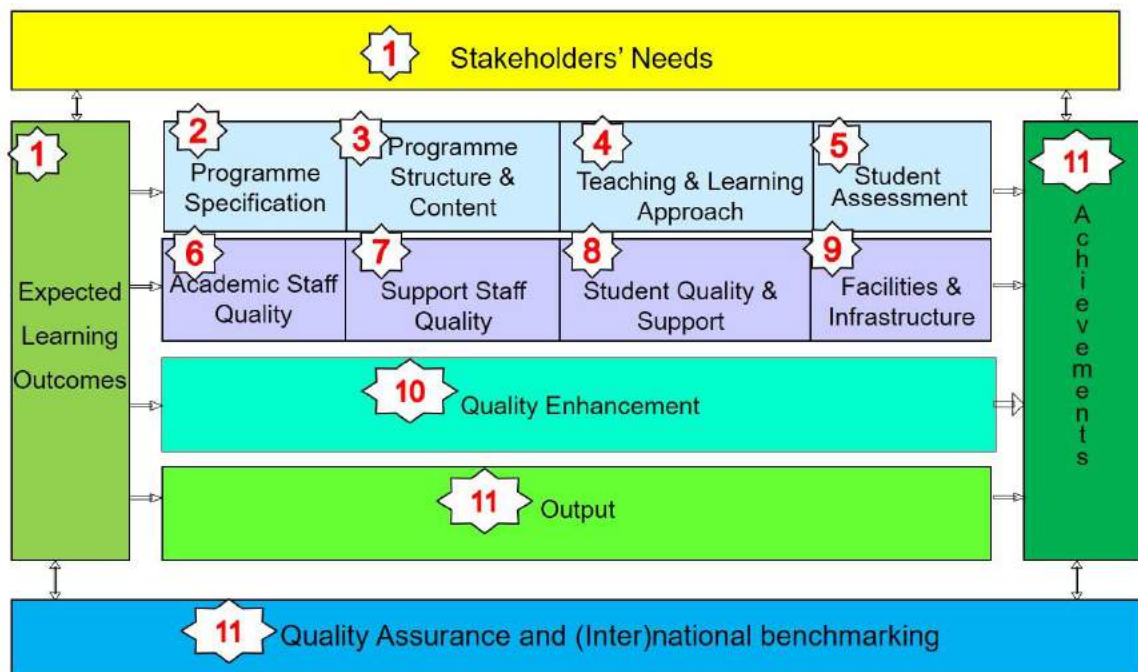 1 Stakeholders' Needs
1
Expected
Learning
Outcomes
2
Programme
Specification
3
Programme
Structure &
Content
4
Teaching & Learning
Approach
5
Student
Assessment
6
Academic Staff
Quality
7
Support Staff
Quality
8
Student Quality &
Support
9
Facilities &
Infrastructure
10 Quality Enhancement
11 Output
11
Achievements
11 Quality Assurance and (Inter)national benchmarking